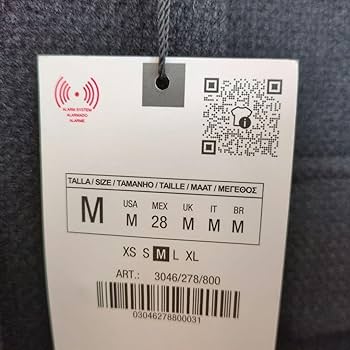 ALARM SYSTEM
ALARMADO
ALARME
TALLA / SIZE / TAMANHO / TAILLE / MAAT / ΜΕΓΕΘΟΣ
M USA MEX UK IT BR
M 28 M M M
XS S M L XL
ART.: 3046/278/800
03046278800031